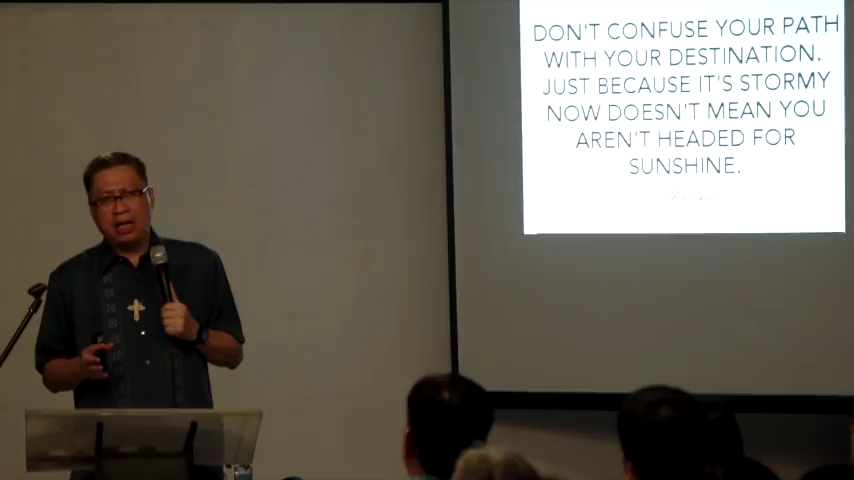 DON'T CONFUSE YOUR PATH
WITH YOUR DESTINATION.
JUST BECAUSE IT'S STORMY
NOW DOESN'T MEAN YOU
AREN'T HEADED FOR
SUNSHINE.